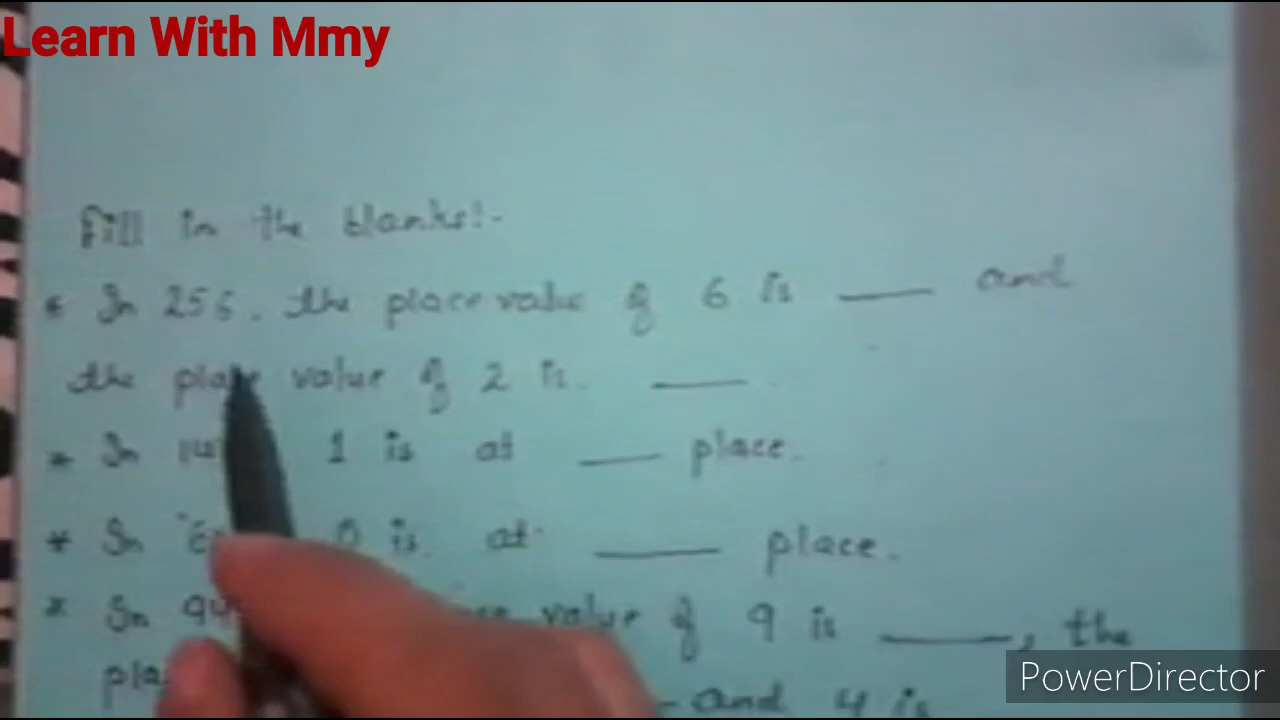 Learn With Mmy
Fill in the blanks:-
* In 256, the place value of 6 is ____ and
the place value of 2 is. ____.
* In 1 is at ____ place.
* In 0 is at ____ place.
* In value of 9 is ____, the
and 4 is
PowerDirector